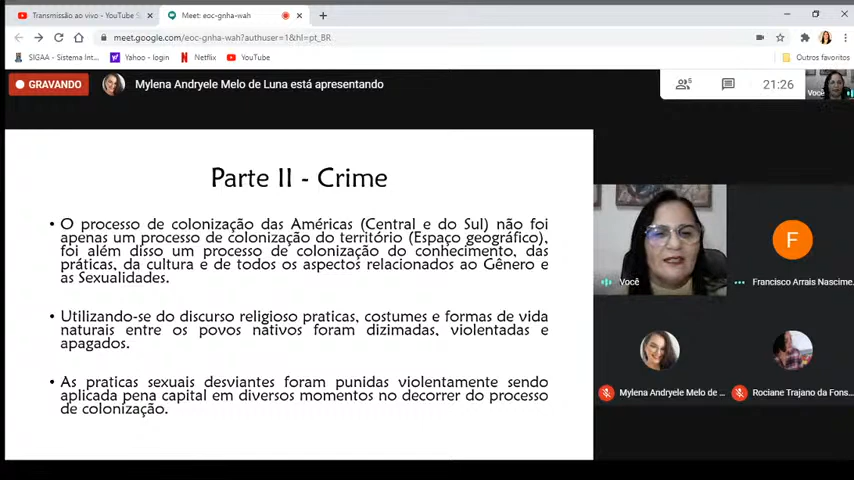 Transmissão ao vivo - YouTube S
Meet: eoc-gnha-wah
meet.google.com/eoc-gnha-wah?authuser=1&hl=pt_BR
SIGAA - Sistema Int...
Yahoo - login
Netflix
YouTube
Outros favoritos
GRAVANDO
Mylena Andryele Melo de Luna está apresentando
5
21:26
Você
Parte II - Crime
• O processo de colonização das Américas (Central e do Sul) não foi
apenas um processo de colonização do território (Espaço geográfico),
foi além disso um processo de colonização do conhecimento, das
práticas, da cultura e de todos os aspectos relacionados ao Gênero e
as Sexualidades.
• Utilizando-se do discurso religioso praticas, costumes e formas de vida
naturais entre os povos nativos foram dizimadas, violentadas e
apagados.
• As praticas sexuais desviantes foram punidas violentamente sendo
aplicada pena capital em diversos momentos no decorrer do processo
de colonização.
F
Você
Francisco Arrais Nascime...
Mylena Andryele Melo de ...
Rociane Trajano da Fons...